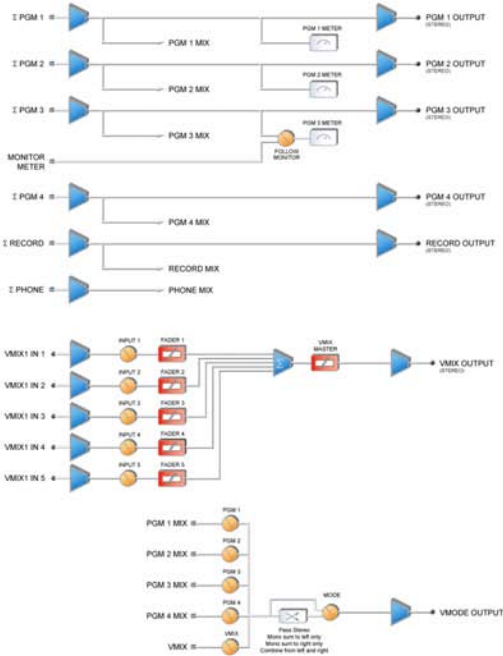 Σ PGM 1
PGM 1 METER
PGM 1 OUTPUT
(STEREO)
PGM 1 MIX
Σ PGM 2
PGM 2 METER
PGM 2 OUTPUT
(STEREO)
PGM 2 MIX
Σ PGM 3
PGM 3 METER
PGM 3 OUTPUT
(STEREO)
PGM 3 MIX
MONITOR
METER
FOLLOW
MONITOR
Σ PGM 4
PGM 4 OUTPUT
(STEREO)
PGM 4 MIX
Σ RECORD
RECORD OUTPUT
(STEREO)
RECORD MIX
Σ PHONE
PHONE MIX
VMIX1 IN 1
INPUT 1
FADER 1
VMIX
MASTER
VMIX OUTPUT
(STEREO)
Σ
VMIX1 IN 2
INPUT 2
FADER 2
VMIX1 IN 3
INPUT 3
FADER 3
VMIX1 IN 4
INPUT 4
FADER 4
VMIX1 IN 5
INPUT 5
FADER 5
PGM 1 MIX
PGM 1
PGM 2 MIX
PGM 2
PGM 3 MIX
PGM 3
PGM 4 MIX
PGM 4
MODE
VMODE OUTPUT
VMIX
VMIX
Pass Stereo
Mono sum to left only
Mono sum to right only
Combine from left and right